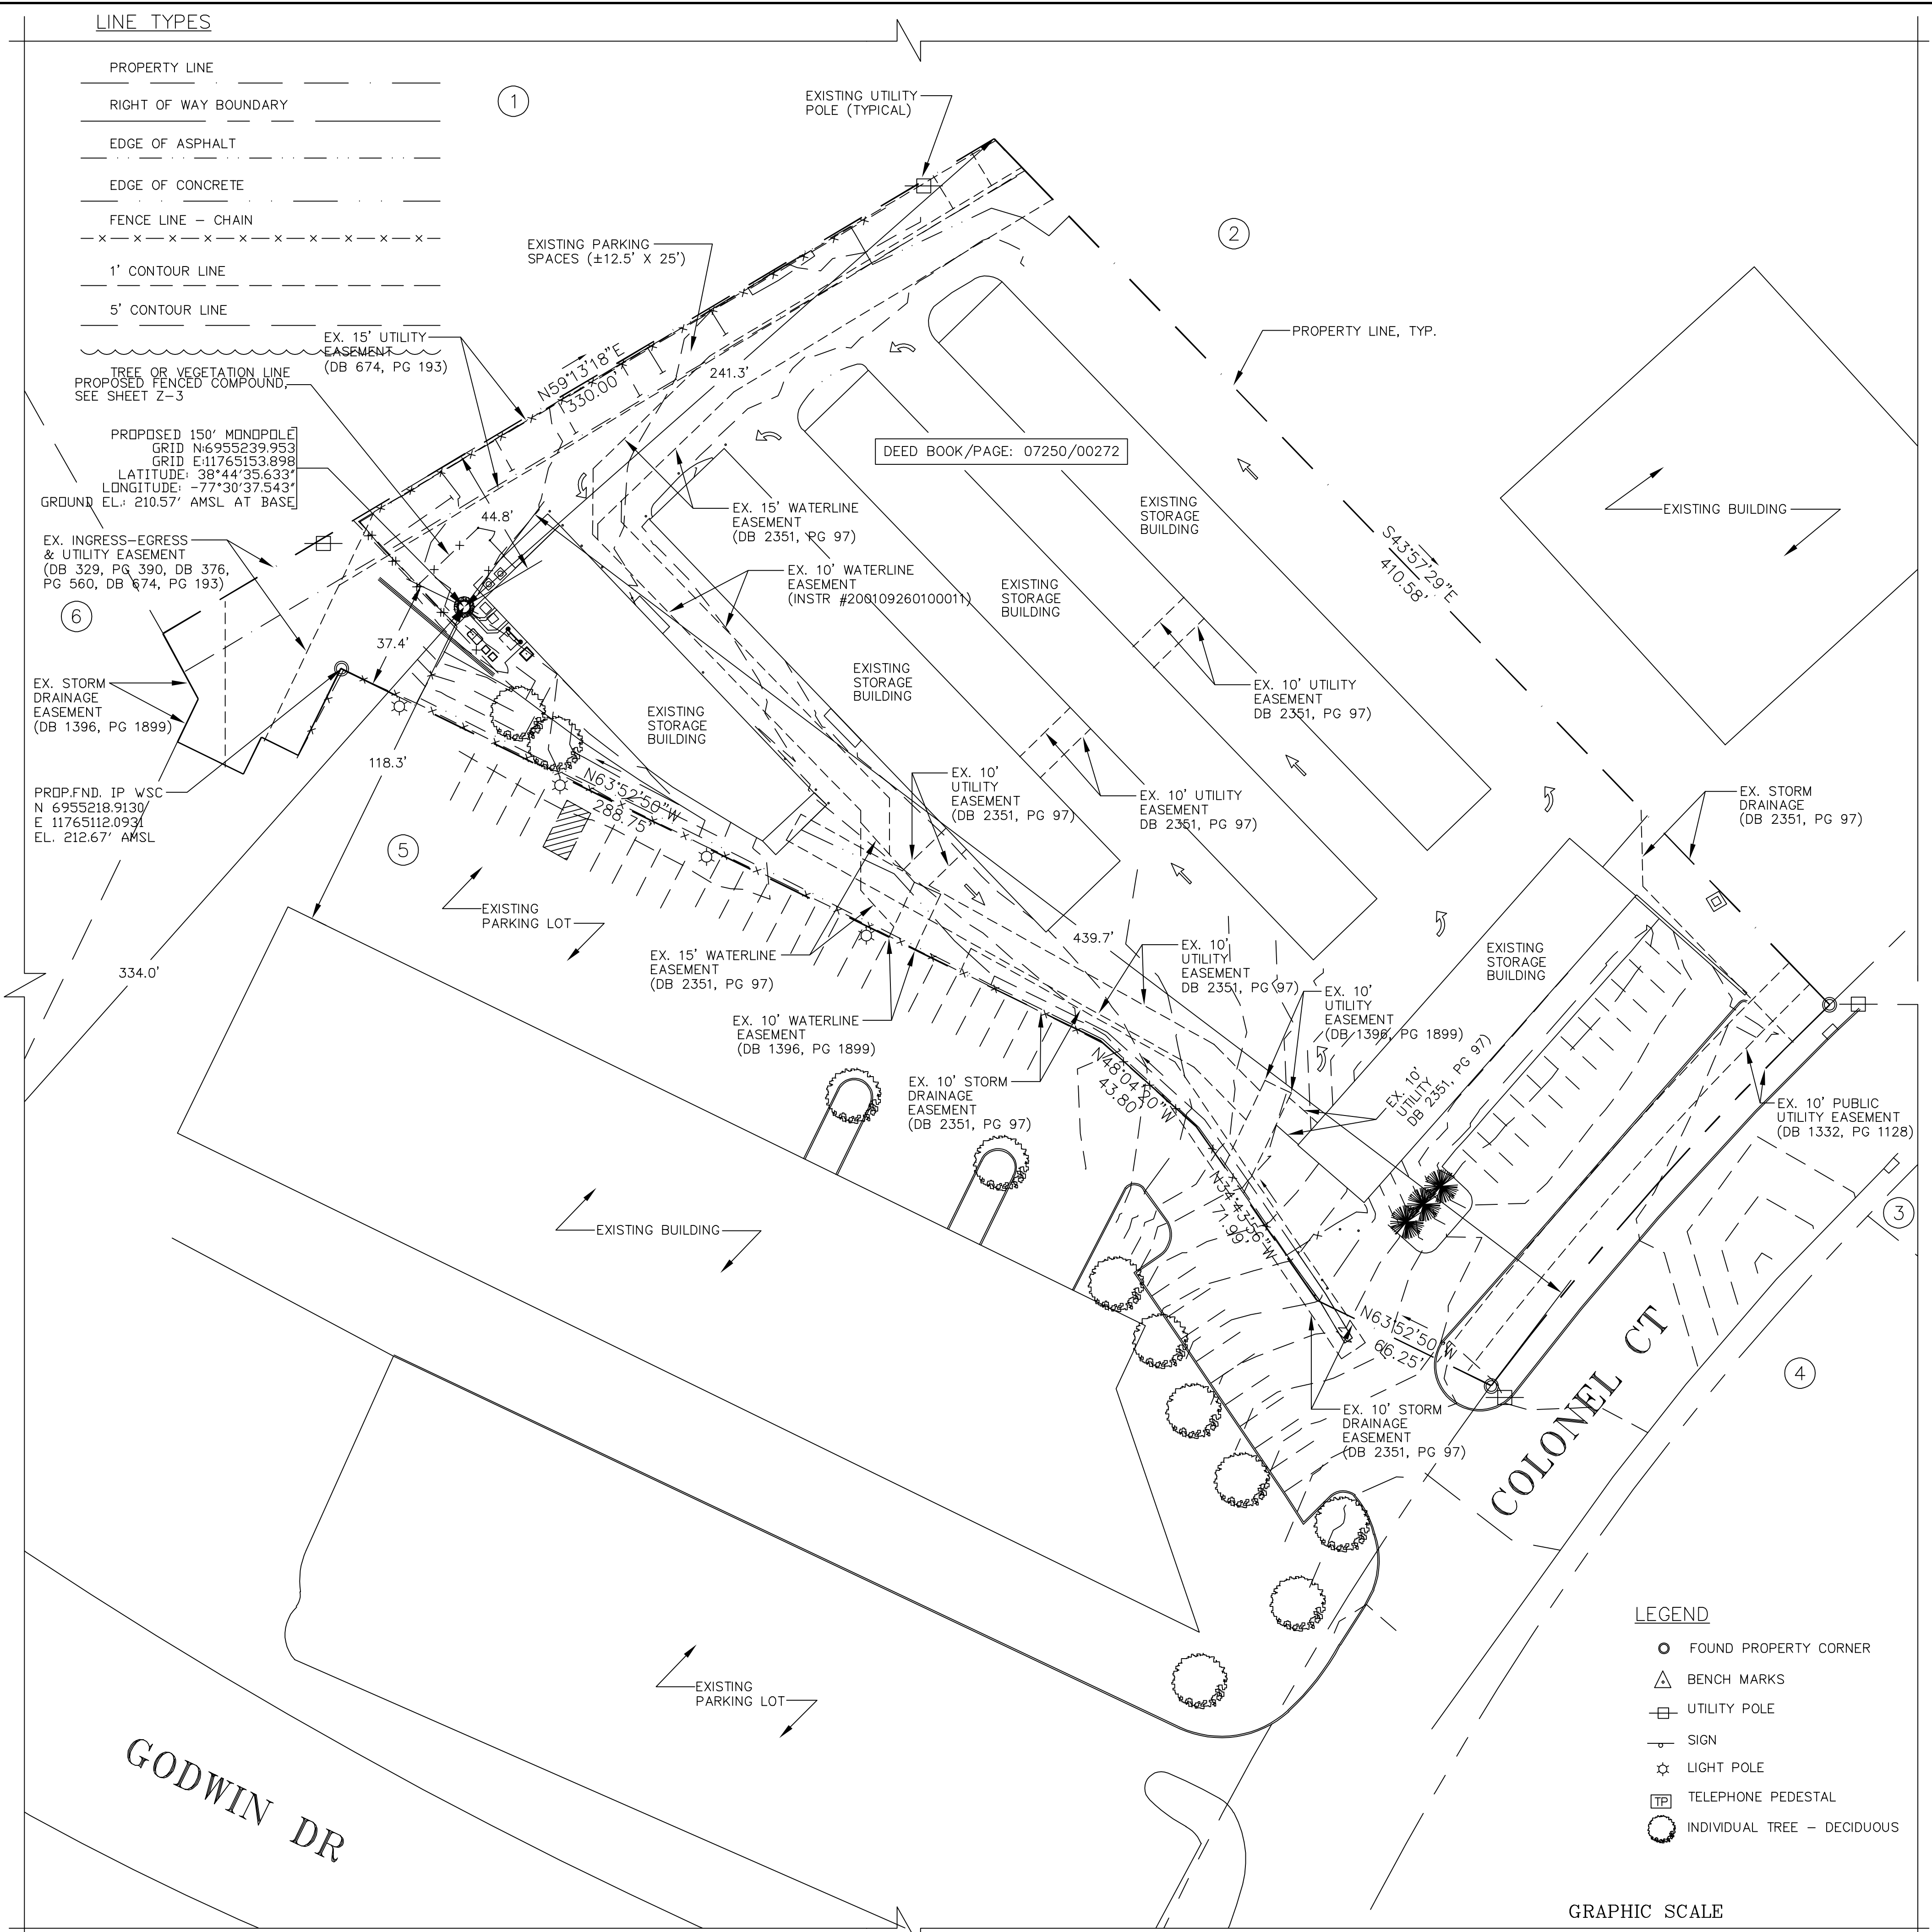 LINE TYPES
PROPERTY LINE
RIGHT OF WAY BOUNDARY
EDGE OF ASPHALT
EDGE OF CONCRETE
FENCE LINE - CHAIN
1' CONTOUR LINE
5' CONTOUR LINE
TREE OR VEGETATION LINE
1
EXISTING UTILITY
POLE (TYPICAL)
2
EXISTING PARKING
SPACES (±12.5' X 25')
EX. 15' UTILITY
EASEMENT
(DB 674, PG 193)
PROPERTY LINE, TYP.
PROPOSED FENCED COMPOUND,
SEE SHEET Z-3
N59°13'18"E
330.00'
241.3'
PROPOSED 150' MONOPOLE
GRID N:6955239.953
GRID E:11765153.898
LATITUDE: 38°44'35.633"
LONGITUDE: -77°30'37.543"
GROUND EL.: 210.57' AMSL AT BASE
DEED BOOK/PAGE: 07250/00272
44.8'
EX. 15' WATERLINE
EASEMENT
(DB 2351, PG 97)
EXISTING
STORAGE
BUILDING
EXISTING BUILDING
EX. INGRESS-EGRESS
& UTILITY EASEMENT
(DB 329, PG 390, DB 376,
PG 560, DB 674, PG 193)
EX. 10' WATERLINE
EASEMENT
(INSTR #200109260100011)
EXISTING
STORAGE
BUILDING
S43°57'29"E
410.58'
6
37.4'
EXISTING
STORAGE
BUILDING
EX. 10' UTILITY
EASEMENT
DB 2351, PG 97)
EX. STORM
DRAINAGE
EASEMENT
(DB 1396, PG 1899)
EXISTING
STORAGE
BUILDING
118.3'
N63°52'50"W
288.75'
EX. 10'
UTILITY
EASEMENT
(DB 2351, PG 97)
EX. 10' UTILITY
EASEMENT
DB 2351, PG 97)
EX. STORM
DRAINAGE
(DB 2351, PG 97)
PROP.FND. IP WSC
N 6955218.9130
E 11765112.0931
EL. 212.67' AMSL
5
EXISTING
PARKING LOT
439.7'
334.0'
EX. 15' WATERLINE
EASEMENT
(DB 2351, PG 97)
EX. 10'
UTILITY
EASEMENT
DB 2351, PG 97)
EXISTING
STORAGE
BUILDING
EX. 10'
UTILITY
EASEMENT
(DB 1396, PG 1899)
EX. 10' WATERLINE
EASEMENT
(DB 1396, PG 1899)
EX. 10' STORM
DRAINAGE
EASEMENT
(DB 2351, PG 97)
N48°04'20"W
43.80'
EX. 10'
UTILITY
DB 2351, PG 97)
EX. 10' PUBLIC
UTILITY EASEMENT
(DB 1332, PG 1128)
N34°43'56"W
71.99'
3
EXISTING BUILDING
N63°52'50"W
66.25'
4
COLONEL CT
EX. 10' STORM
DRAINAGE
EASEMENT
(DB 2351, PG 97)
EXISTING
PARKING LOT
GODWIN DR
LEGEND
FOUND PROPERTY CORNER
BENCH MARKS
UTILITY POLE
SIGN
LIGHT POLE
TP TELEPHONE PEDESTAL
INDIVIDUAL TREE - DECIDUOUS
GRAPHIC SCALE